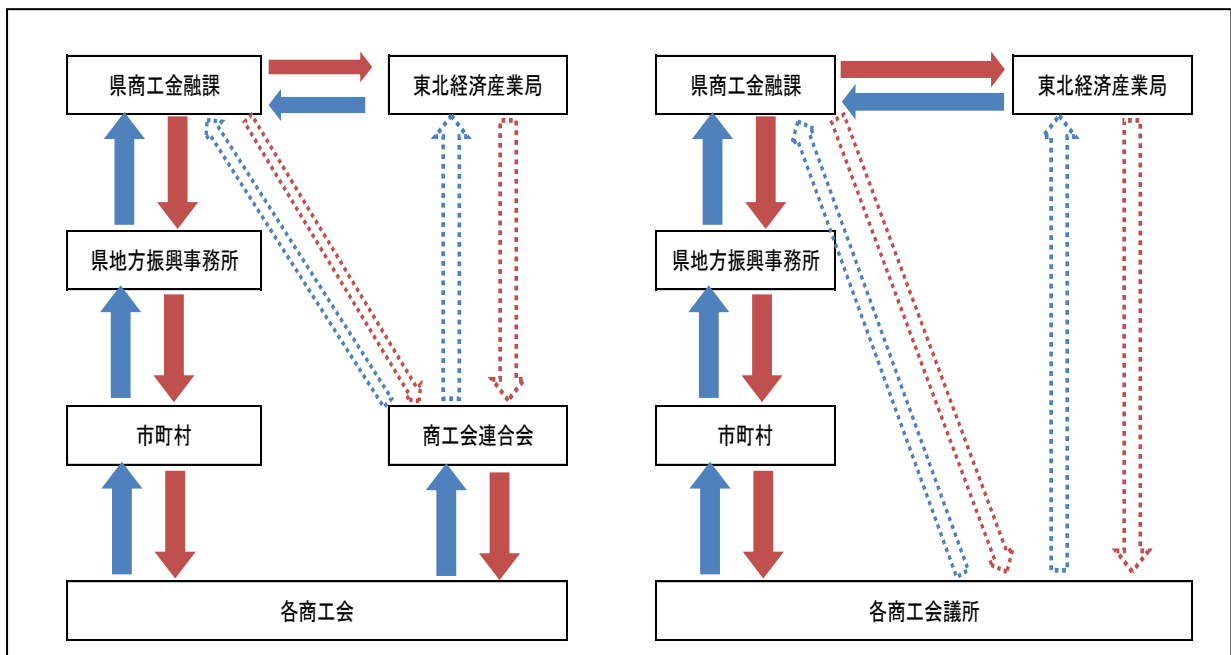 県商工金融課
東北経済産業局
県地方振興事務所
市町村
商工会連合会
各商工会
県商工金融課
東北経済産業局
県地方振興事務所
市町村
各商工会議所